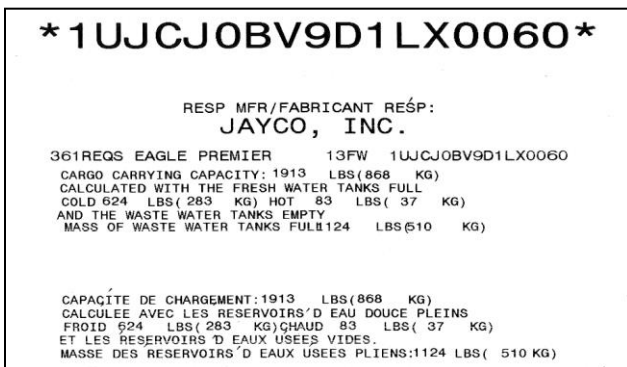 *1UJCJ0BV9D1LX0060*
RESP MFR/FABRICANT RESP:
JAYCO, INC.
361REQS EAGLE PREMIER 13FW 1UJCJ0BV9D1LX0060
CARGO CARRYING CAPACITY: 1913 LBS(868 KG)
CALCULATED WITH THE FRESH WATER TANKS FULL
COLD 624 LBS( 283 KG) HOT 83 LBS( 37 KG)
AND THE WASTE WATER TANKS EMPTY
MASS OF WASTE WATER TANKS FULL:1124 LBS(510 KG)
CAPAÇITE DE CHARGEMENT:1913 LBS(868 KG)
CALCULEE AVEC LES RESERVOIRS'D EAU DOUCE PLEINS
FROID 624 LBS( 283 KG)ÇHAUD 83 LBS( 37 KG)
ET LES RESERVOIRS'D EAUX USEES VIDES.
MASSE DES RESERVOIRS'D EAUX USEES PLIENS:1124 LBS( 510 KG)